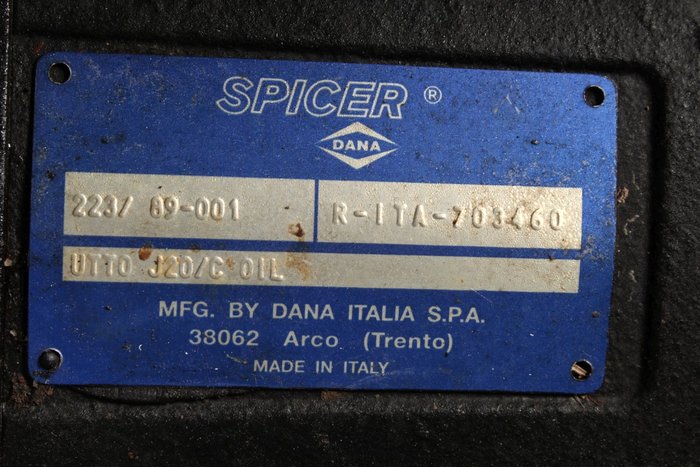 SPICER ®
DANA
223/ 89-001 R-ITA-703460
UTTO J20/C OIL
MFG. BY DANA ITALIA S.P.A.
38062 Arco (Trento)
MADE IN ITALY